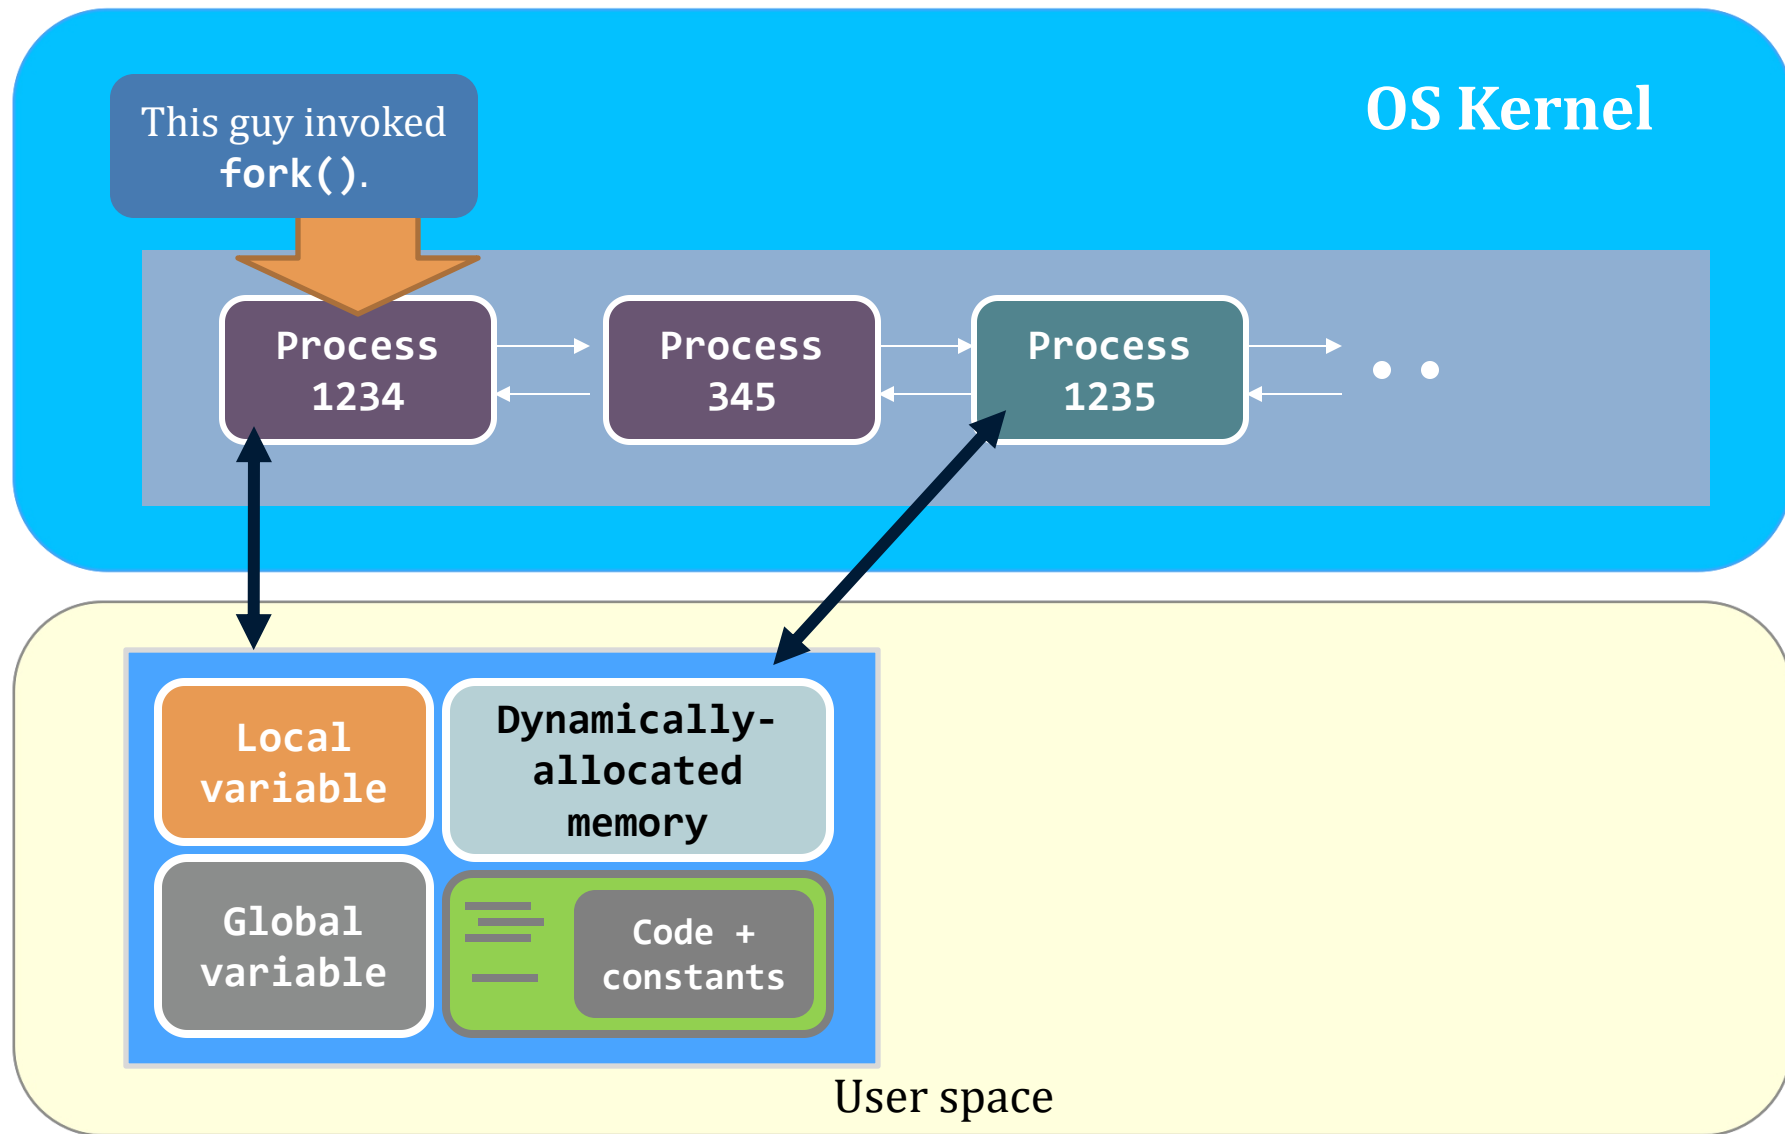 OS Kernel
This guy invoked
fork().
Process
1234
Process
345
Process
1235
Local
variable
Dynamically-
allocated
memory
Global
variable
Code +
constants
User space